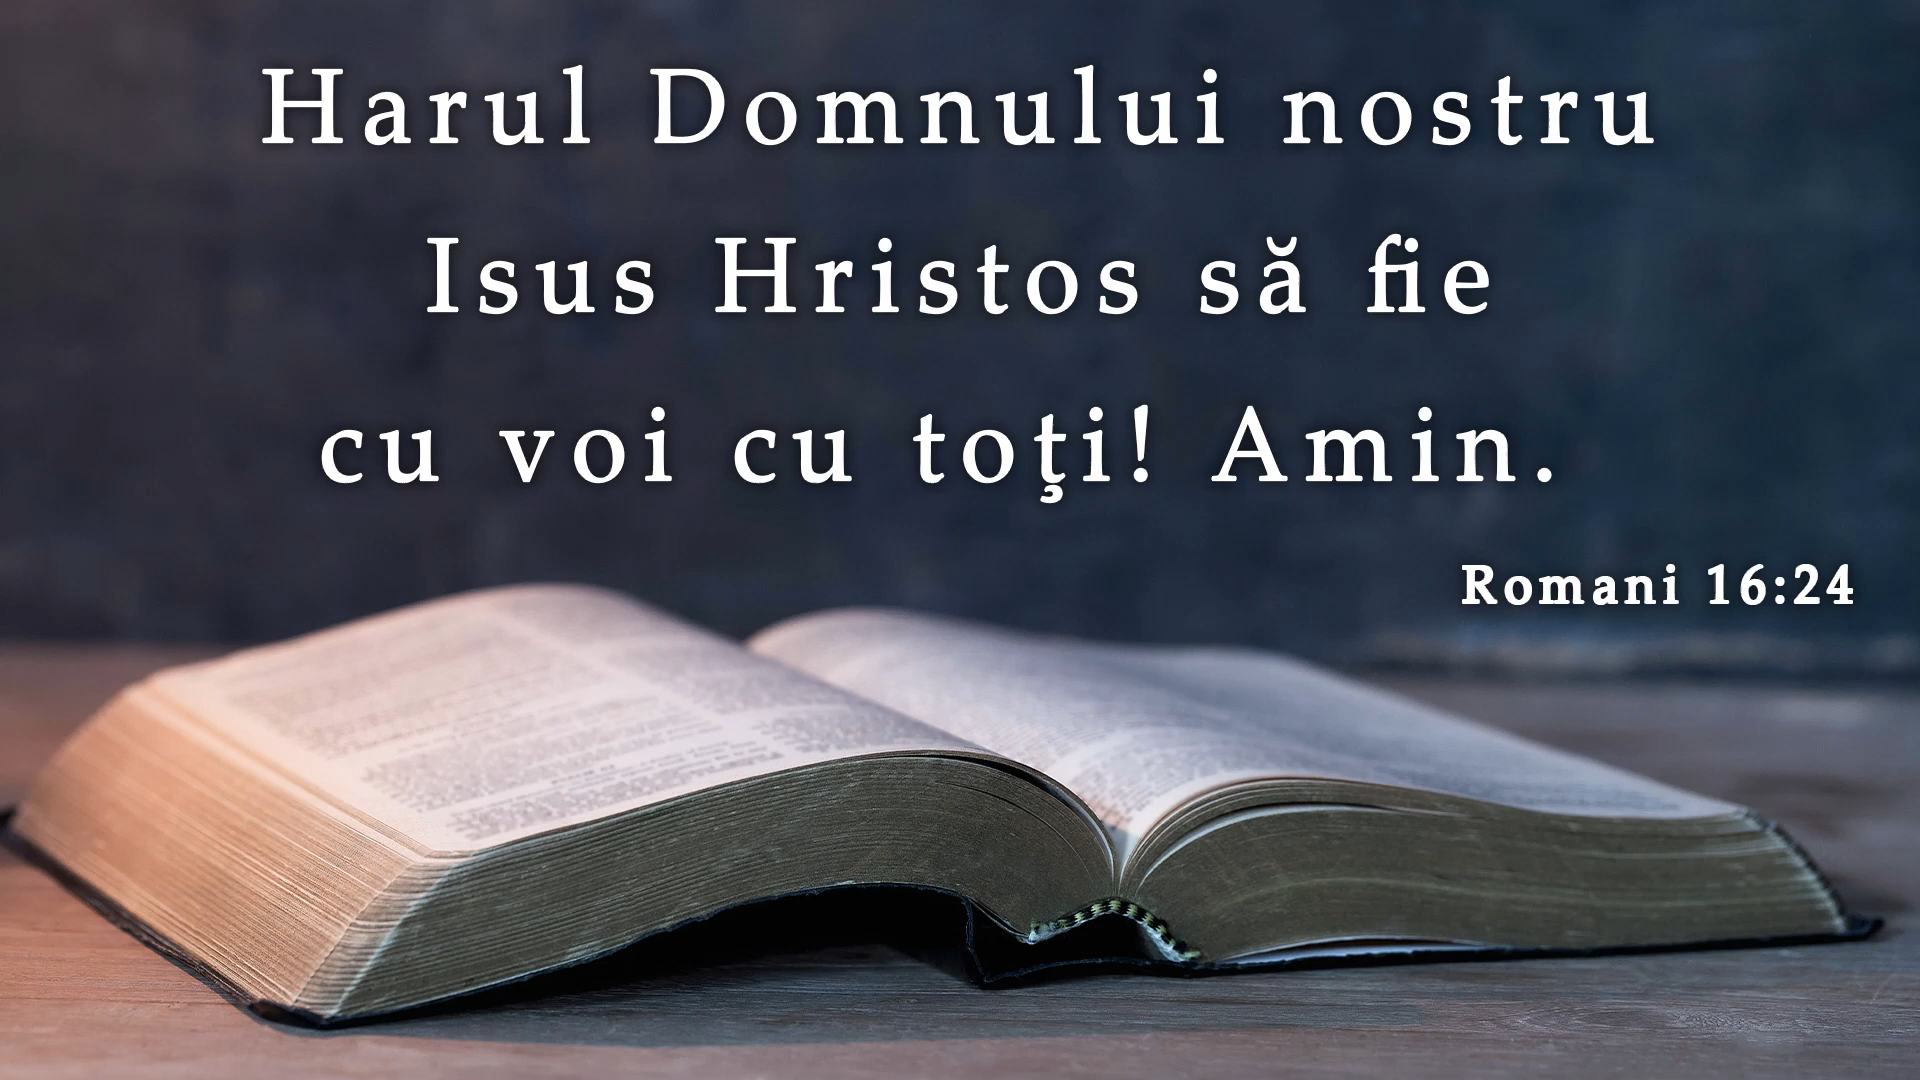 Harul Domnului nostru
Isus Hristos să fie
cu voi cu toţi! Amin.
Romani 16:24